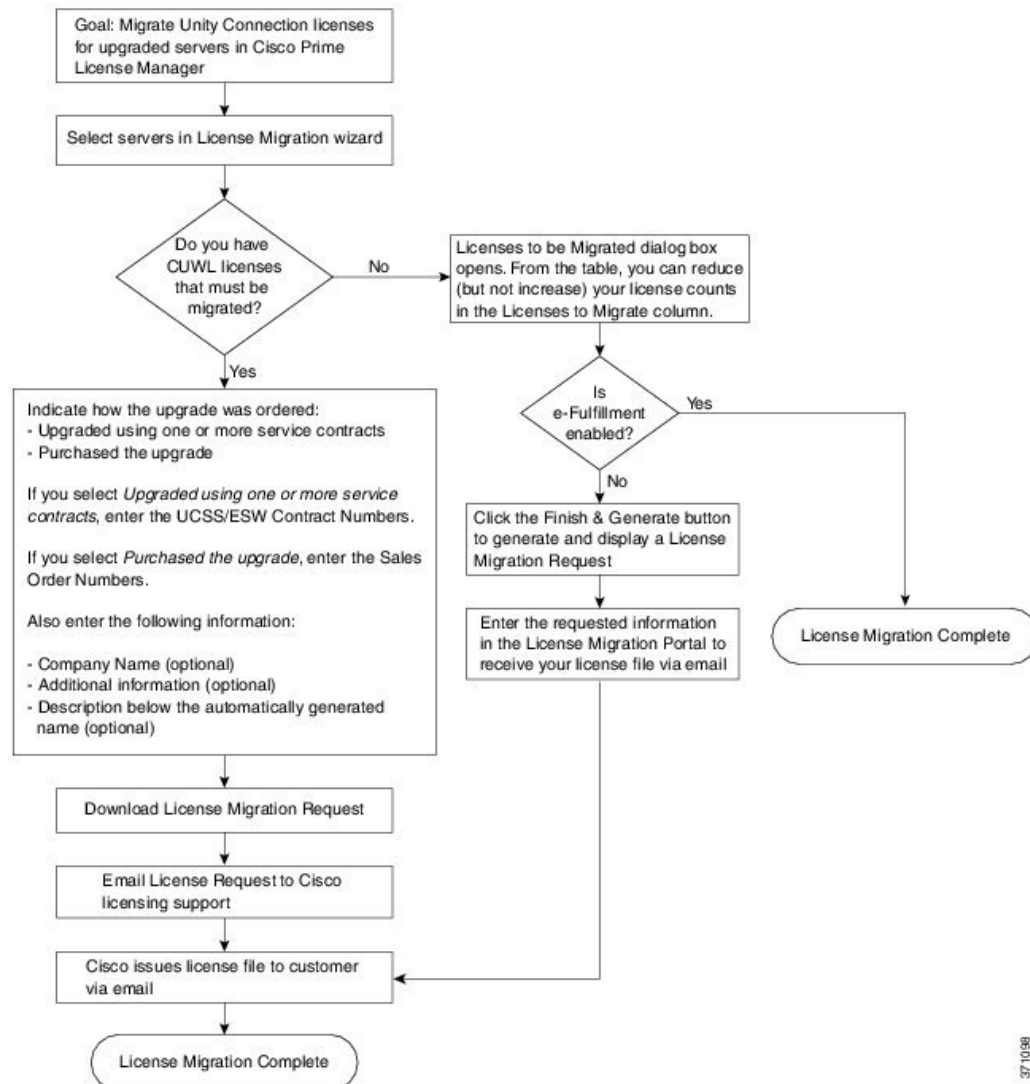 Goal: Migrate Unity Connection licenses
for upgraded servers in Cisco Prime
License Manager
Select servers in License Migration wizard
Do you have
CUWL licenses
that must be
migrated?
No
Licenses to be Migrated dialog box
opens. From the table, you can reduce
(but not increase) your license counts
in the Licenses to Migrate column.
Yes
Indicate how the upgrade was ordered:
- Upgraded using one or more service contracts
- Purchased the upgrade
If you select Upgraded using one or more service
contracts, enter the UCSS/ESW Contract Numbers.
If you select Purchased the upgrade, enter the Sales
Order Numbers.
Also enter the following information:
- Company Name (optional)
- Additional information (optional)
- Description below the automatically generated
name (optional)
Is
e-Fulfillment
enabled?
Yes
No
Click the Finish & Generate button
to generate and display a License
Migration Request
Enter the requested information
in the License Migration Portal to
receive your license file via email
License Migration Complete
Download License Migration Request
Email License Request to Cisco
licensing support
Cisco issues license file to customer
via email
License Migration Complete
371098